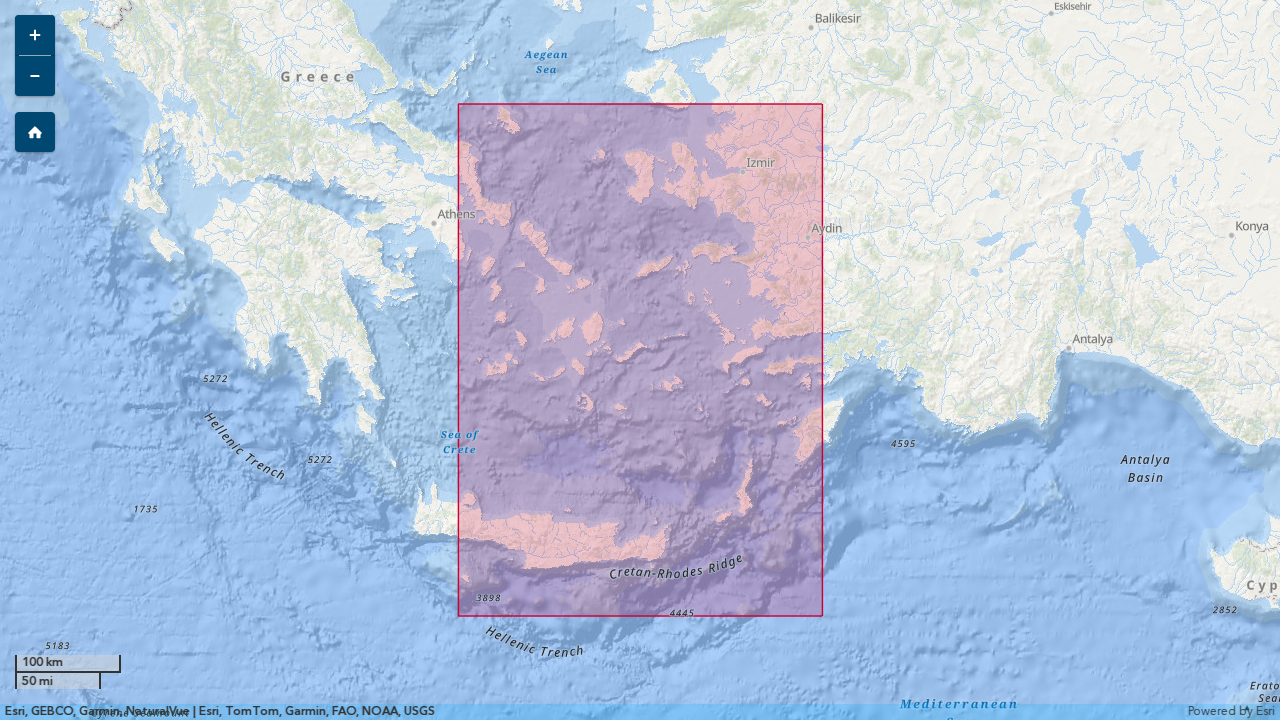 +
−
Eskisehir
Balikesir
Aegean
Sea
Greece
Izmir
Athens
Aydin
Konya
Antalya
5272
Hellenic Trench
Sea of
Crete
5272
4595
Antalya
Basin
1735
Cretan-Rhodes Ridge
3898
4445
Cyp
2852
Hellenic Trench
5183
100 km
50 mi
Erato
Sea
Mediterranean
Esri, GEBCO, Garmin, NaturalVue | Esri, TomTom, Garmin, FAO, NOAA, USGS
Powered by Esri